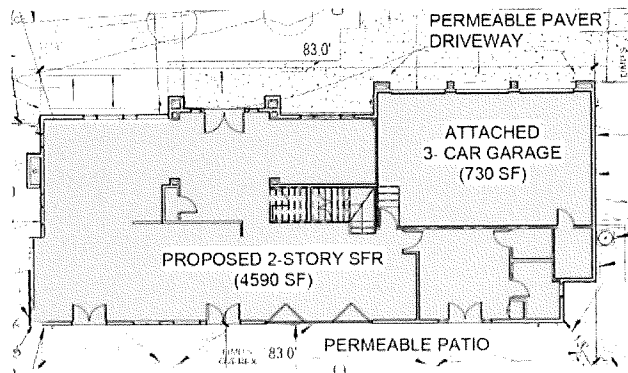 PERMEABLE PAVER
DRIVEWAY
83.0'
ATTACHED
3- CAR GARAGE
(730 SF)
PROPOSED 2-STORY SFR
(4590 SF)
83.0'
PERMEABLE PATIO